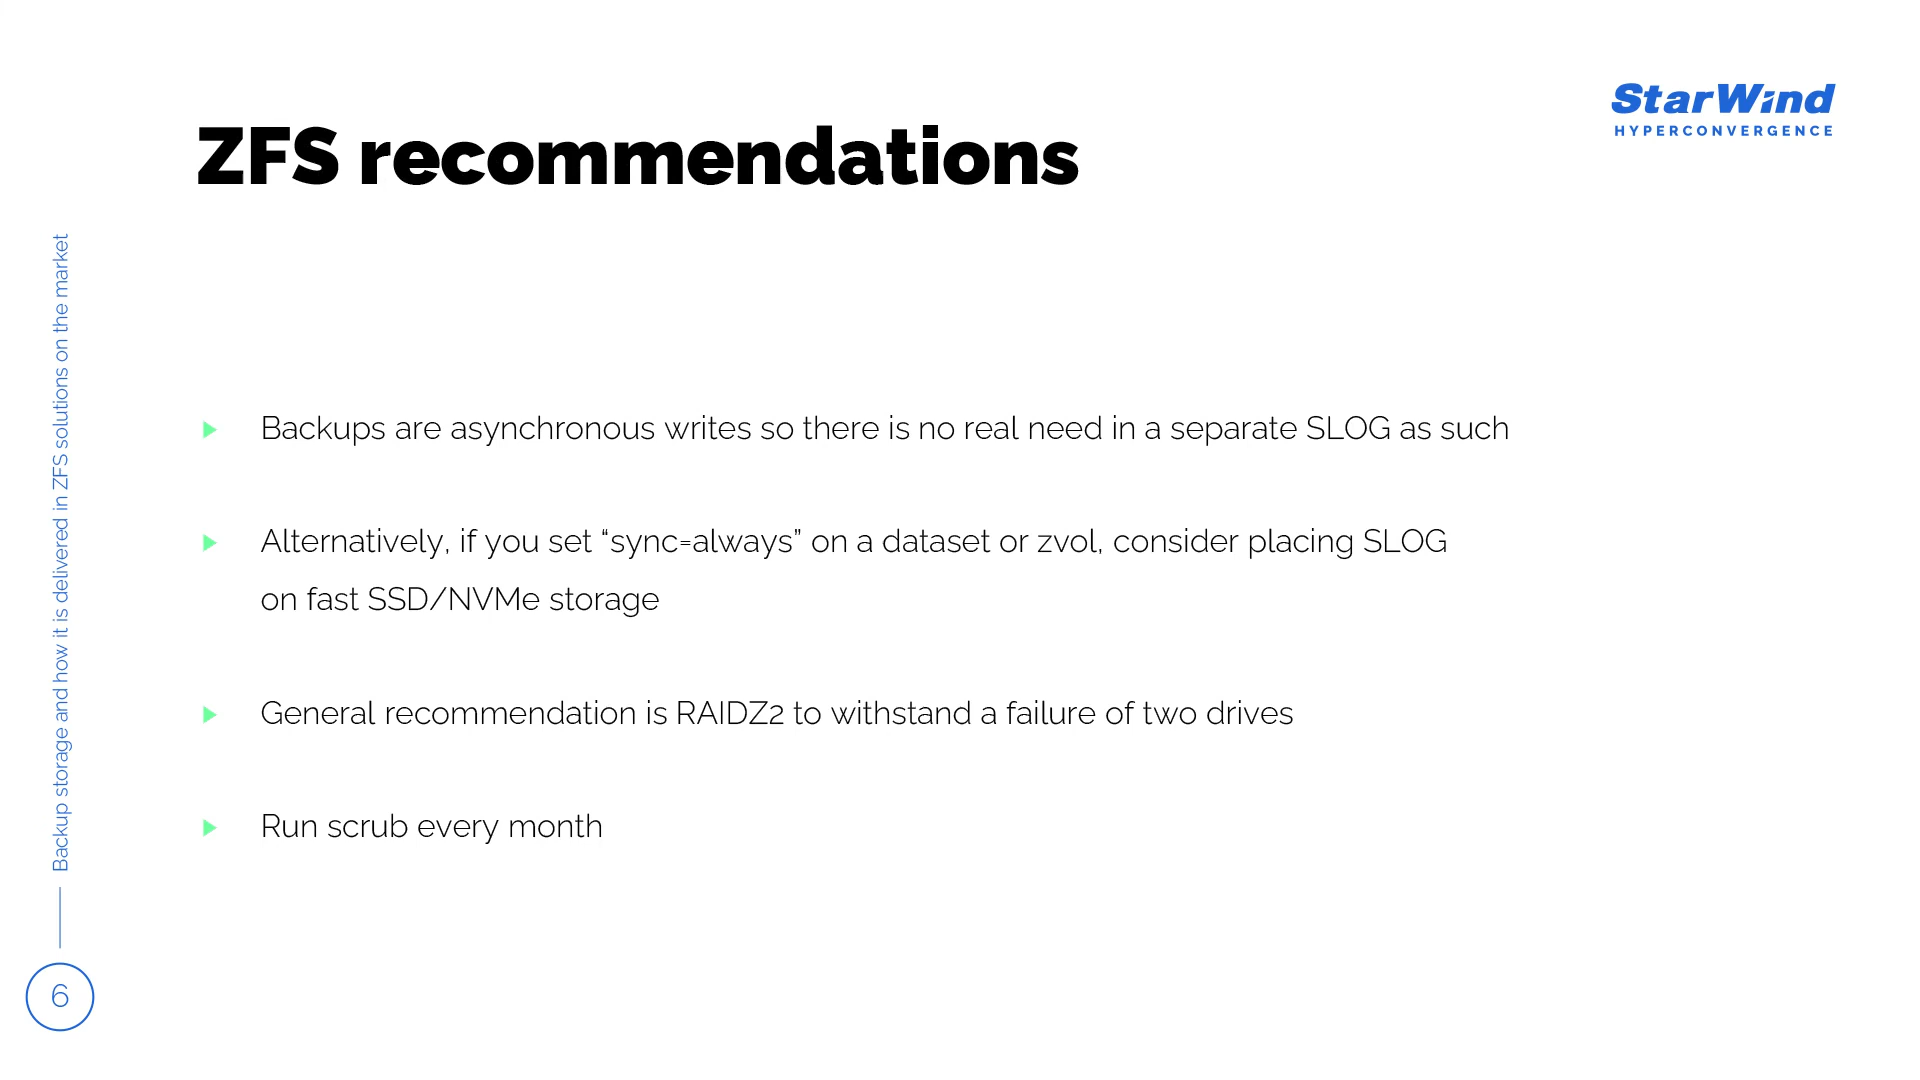 StarWind
HYPERCONVERGENCE
ZFS recommendations
Backups are asynchronous writes so there is no real need in a separate SLOG as such
Alternatively, if you set “sync=always” on a dataset or zvol, consider placing SLOG
on fast SSD/NVMe storage
General recommendation is RAIDZ2 to withstand a failure of two drives
Run scrub every month
Backup storage and how it is delivered in ZFS solutions on the market
6